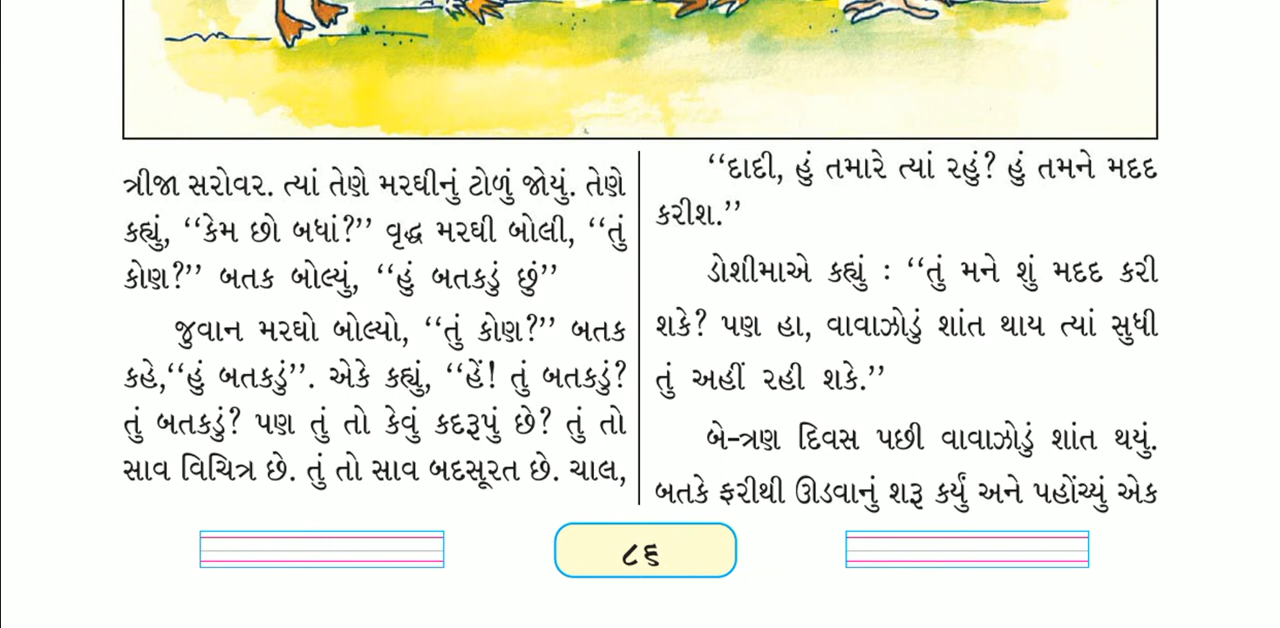 ત્રીજા સરોવર. ત્યાં તેણે મરઘીનું ટોળું જોયું. તેણે
કહ્યું, ‘‘કેમ છો બધાં?’’ વૃદ્ધ મરઘી બોલી, ‘‘તું
કોણ?’’ બતક બોલ્યું, ‘‘હું બતકડું છું’’
જુવાન મરઘો બોલ્યો, ‘‘તું કોણ?’’ બતક
કહે,‘‘હું બતકડું’’. એકે કહ્યું, ‘‘હેં! તું બતકડું?
તું બતકડું? પણ તું તો કેવું કદરૂપું છે? તું તો
સાવ વિચિત્ર છે. તું તો સાવ બદસૂરત છે. ચાલ,
‘‘દાદી, હું તમારે ત્યાં રહું? હું તમને મદદ
કરીશ.’’
ડોશીમાએ કહ્યું : ‘‘તું મને શું મદદ કરી
શકે? પણ હા, વાવાઝોડું શાંત થાય ત્યાં સુધી
તું અહીં રહી શકે.’’
બે-ત્રણ દિવસ પછી વાવાઝોડું શાંત થયું.
બતકે ફરીથી ઊડવાનું શરૂ કર્યું અને પહોંચ્યું એક
૮૬